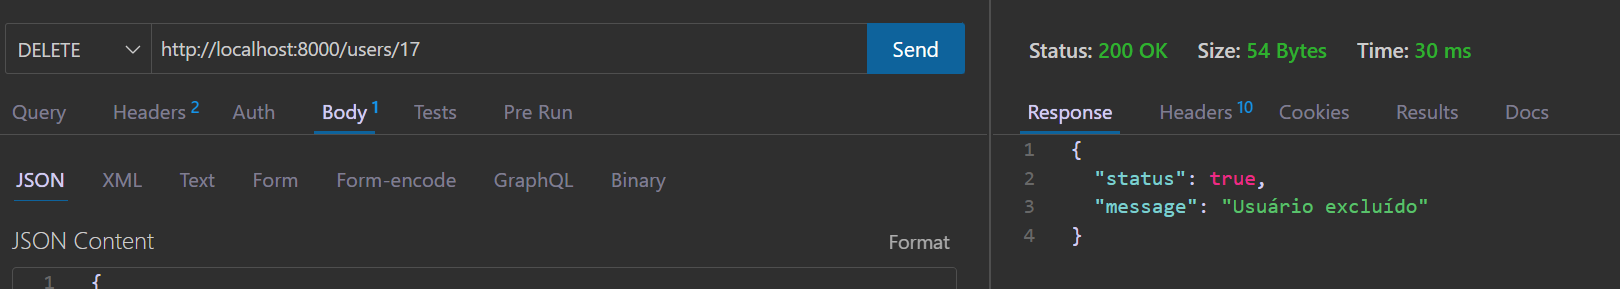 DELETE http://localhost:8000/users/17 Send
Query Headers 2 Auth Body 1 Tests Pre Run
JSON XML Text Form Form-encode GraphQL Binary
JSON Content Format
1 {
Status: 200 OK Size: 54 Bytes Time: 30 ms
Response Headers 10 Cookies Results Docs
1 {
2 "status": true,
3 "message": "Usuário excluído"
4 }